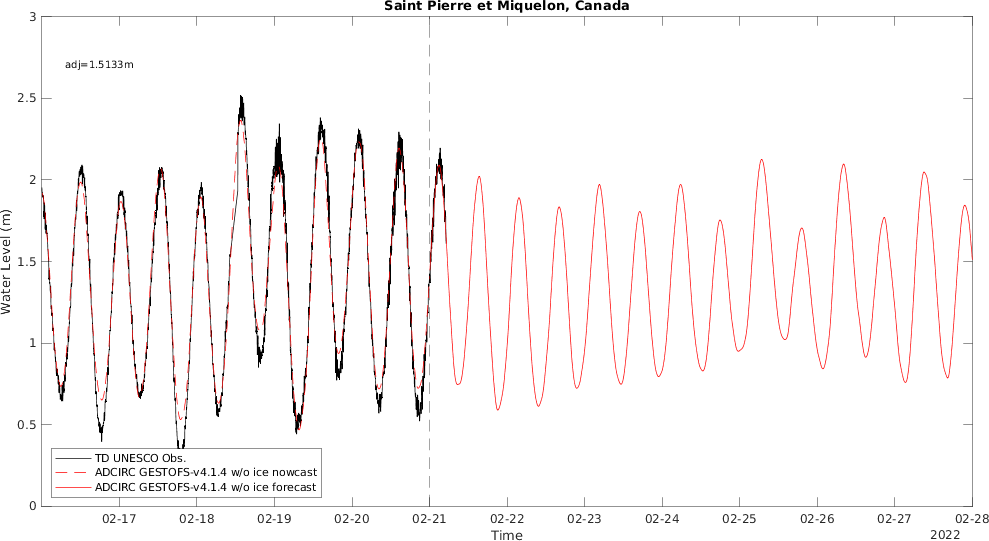 Saint Pierre et Miquelon, Canada
3
adj=1.5133m
2.5
2
1.5
Water Level (m)
1
0.5
TD UNESCO Obs.
ADCIRC GESTOFS-v4.1.4 w/o ice nowcast
ADCIRC GESTOFS-v4.1.4 w/o ice forecast
0
02-17 02-18 02-19 02-20 02-21 02-22 02-23 02-24 02-25 02-26 02-27 02-28
Time
2022